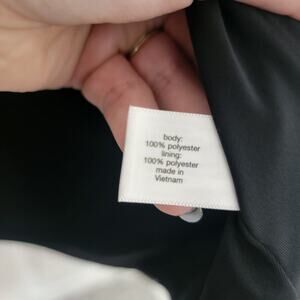 body:
100% polyester
lining:
100% polyester
made in
Vietnam